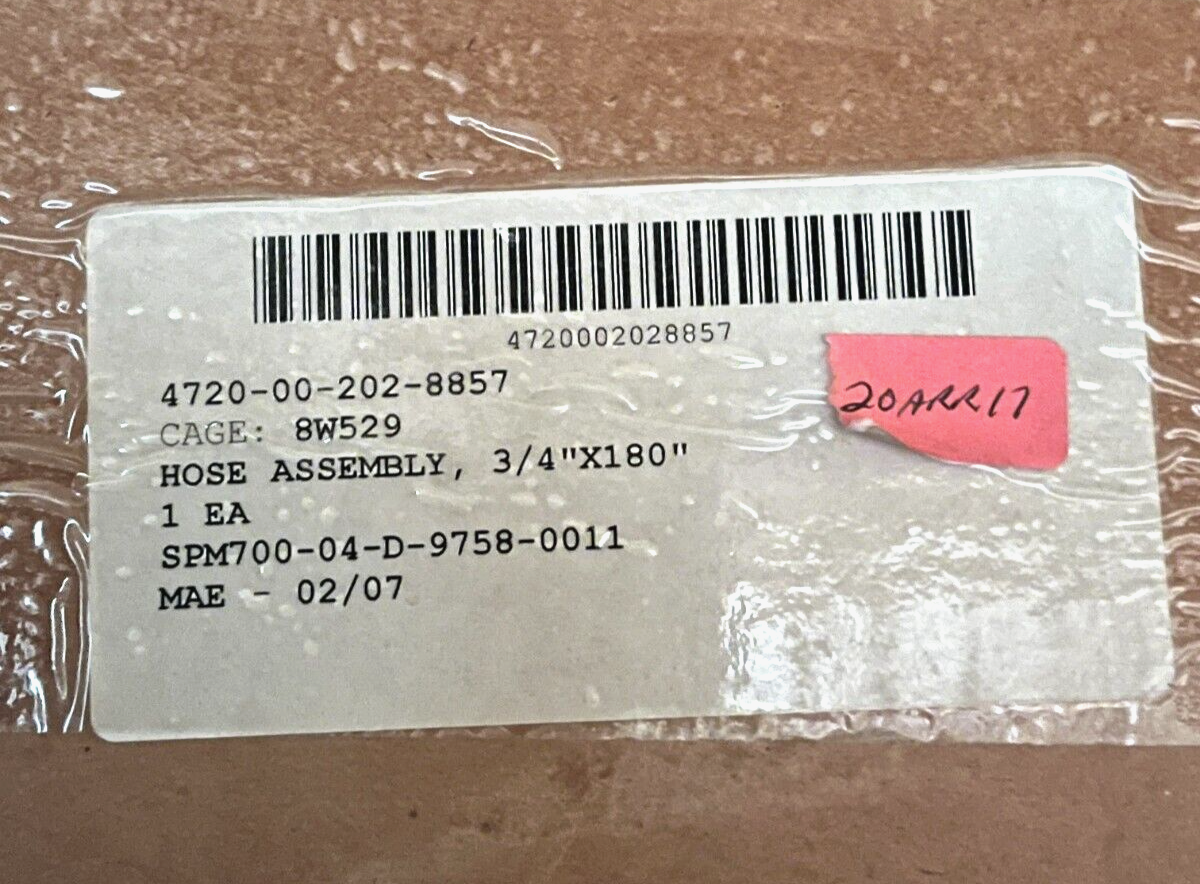 4720002028857
4720-00-202-8857
CAGE: 8W529
HOSE ASSEMBLY, 3/4"X180"
1 EA
SPM700-04-D-9758-0011
MAE - 02/07
20ARR17